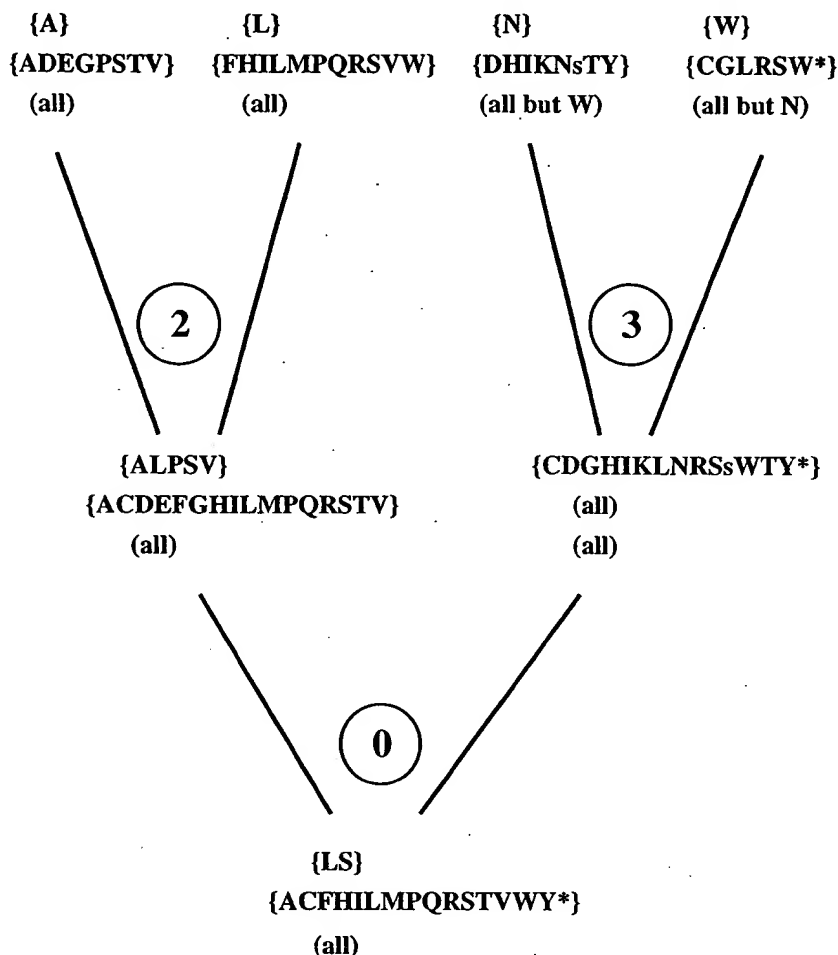 {A} {L} {N} {W}
{ADEGPSTV} {FHILMPQRSVW} {DHIKNsTY} {CGLRSW*}
(all) (all) (all but W) (all but N)
2 3
{ALPSV} {CDGHIKLNRSsWTY*}
{ACDEFGHILMPQRSTV} (all)
(all) (all)
0
{LS}
{ACFHILMPQRSTVWY*}
(all)